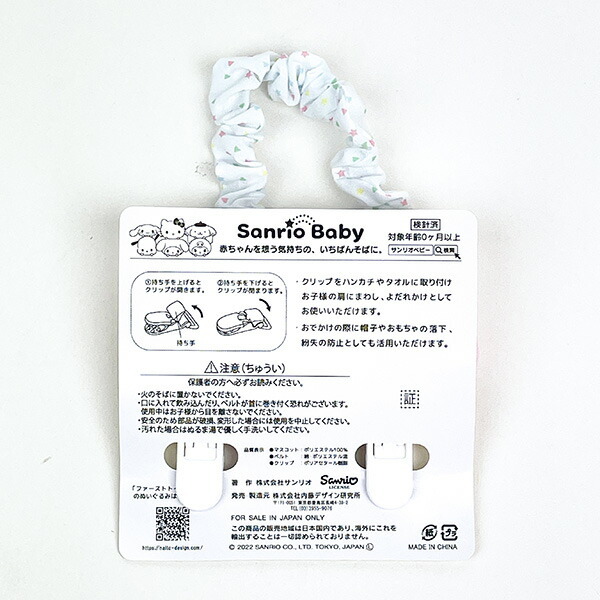 Sanrio Baby
赤ちゃんを想う気持ちの、いちばんそばに。
検針済
対象年齢0ヶ月以上
サンリオベビー 検索
①持ち手を上げると
クリップが開きます。
②持ち手を下げると
クリップが閉まります。
持ち手
・クリップをハンカチやタオルに取り付け
お子様の肩にまわし、よだれかけとして
お使いいただけます。
・おでかけの際に帽子やおもちゃの落下、
紛失の防止としても活用いただけます。
⚠注意(ちゅうい)
保護者の方へ必ずお読みください。
・火のそばに置かないでください。
・口に入れて飲み込んだり、ベルトが首に巻き付く恐れがございます。
使用中はお子様から目を離さないでください。
・安全のため部品が破損、変形した場合には使用を中止してください。
・汚れた場合はぬるま湯で優しく手洗いしてください。
証
品質表示
●マスコット:ポリエステル100%
●ベルト:綿・ポリエステル混
●クリップ:ポリアセタール樹脂
「ファーストト
のぬいぐるみは
著作 株式会社サンリオ
Sanrio
LICENSE
発売 製造元 株式会社内藤デザイン研究所
TEL(03)3955-9076
FOR SALE IN JAPAN ONLY
この商品の販売地域は日本国内であり、海外にこれを
輸出することは一切認められておりません。
https://naito-design.com/
© 2022 SANRIO CO., LTD. TOKYO, JAPAN Ⓛ
紙
プラ
MADE IN CHINA